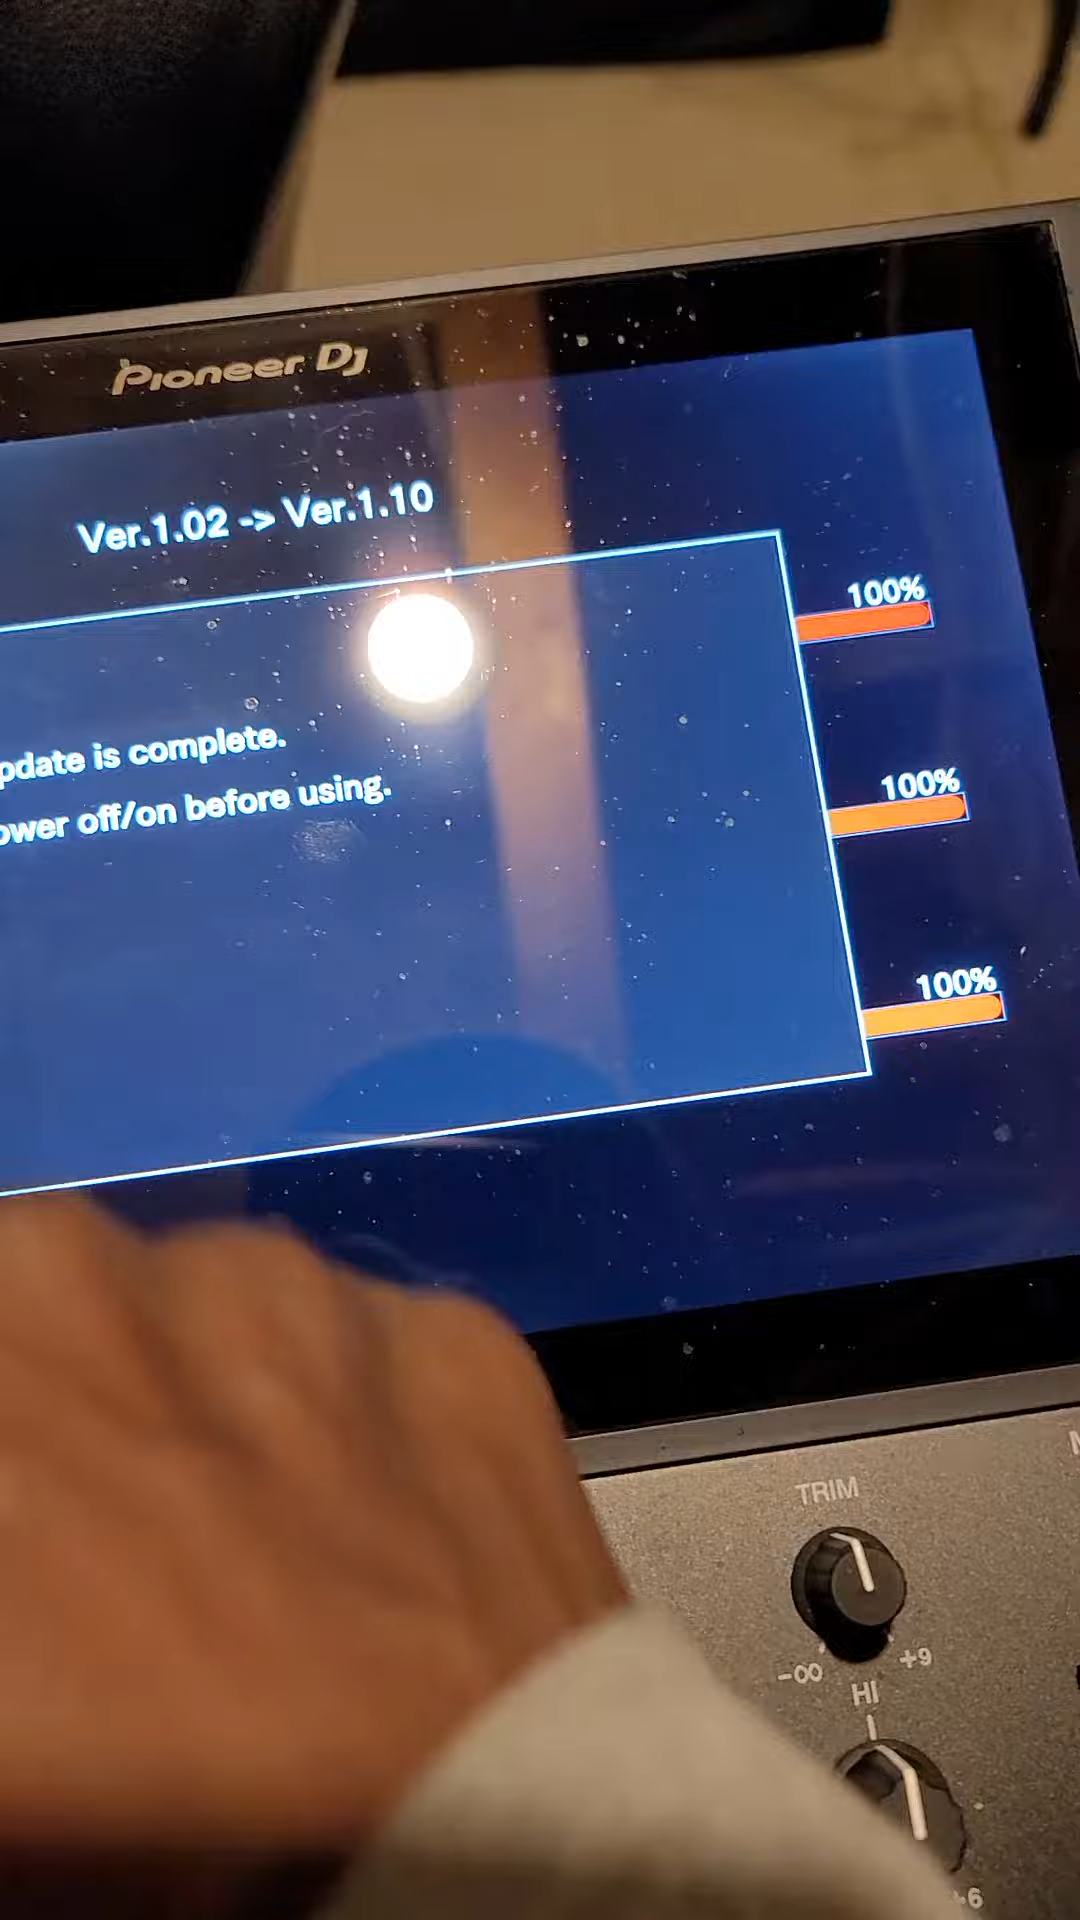 Pioneer DJ
Ver.1.02 -> Ver.1.10
100%
pdate is complete.
ower off/on before using.
100%
100%
TRIM
-∞ +9
HI